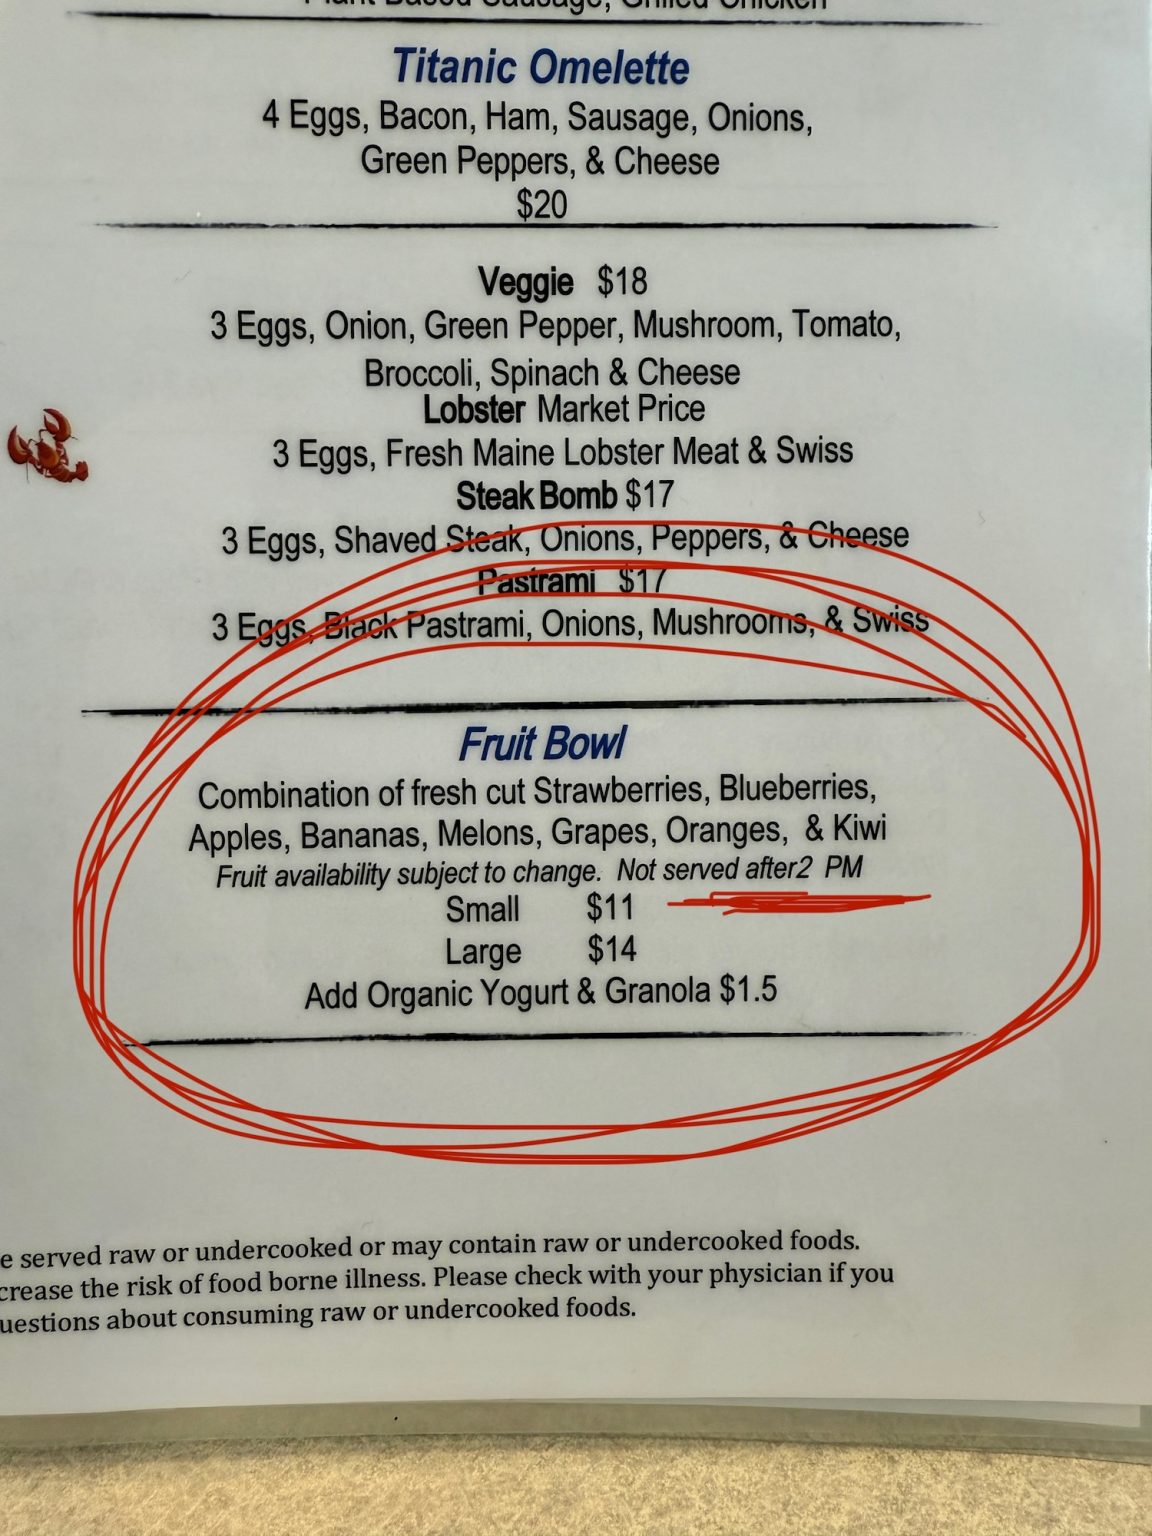 Plant Based Sausage, Grilled Chicken
Titanic Omelette
4 Eggs, Bacon, Ham, Sausage, Onions,
Green Peppers, & Cheese
$20
Veggie $18
3 Eggs, Onion, Green Pepper, Mushroom, Tomato,
Broccoli, Spinach & Cheese
Lobster Market Price
3 Eggs, Fresh Maine Lobster Meat & Swiss
Steak Bomb $17
3 Eggs, Shaved Steak, Onions, Peppers, & Cheese
Pastrami $17
3 Eggs, Black Pastrami, Onions, Mushrooms, & Swiss
Fruit Bowl
Combination of fresh cut Strawberries, Blueberries,
Apples, Bananas, Melons, Grapes, Oranges, & Kiwi
Fruit availability subject to change. Not served after2 PM
Small $11
Large $14
Add Organic Yogurt & Granola $1.5
e served raw or undercooked or may contain raw or undercooked foods.
crease the risk of food borne illness. Please check with your physician if you
uestions about consuming raw or undercooked foods.